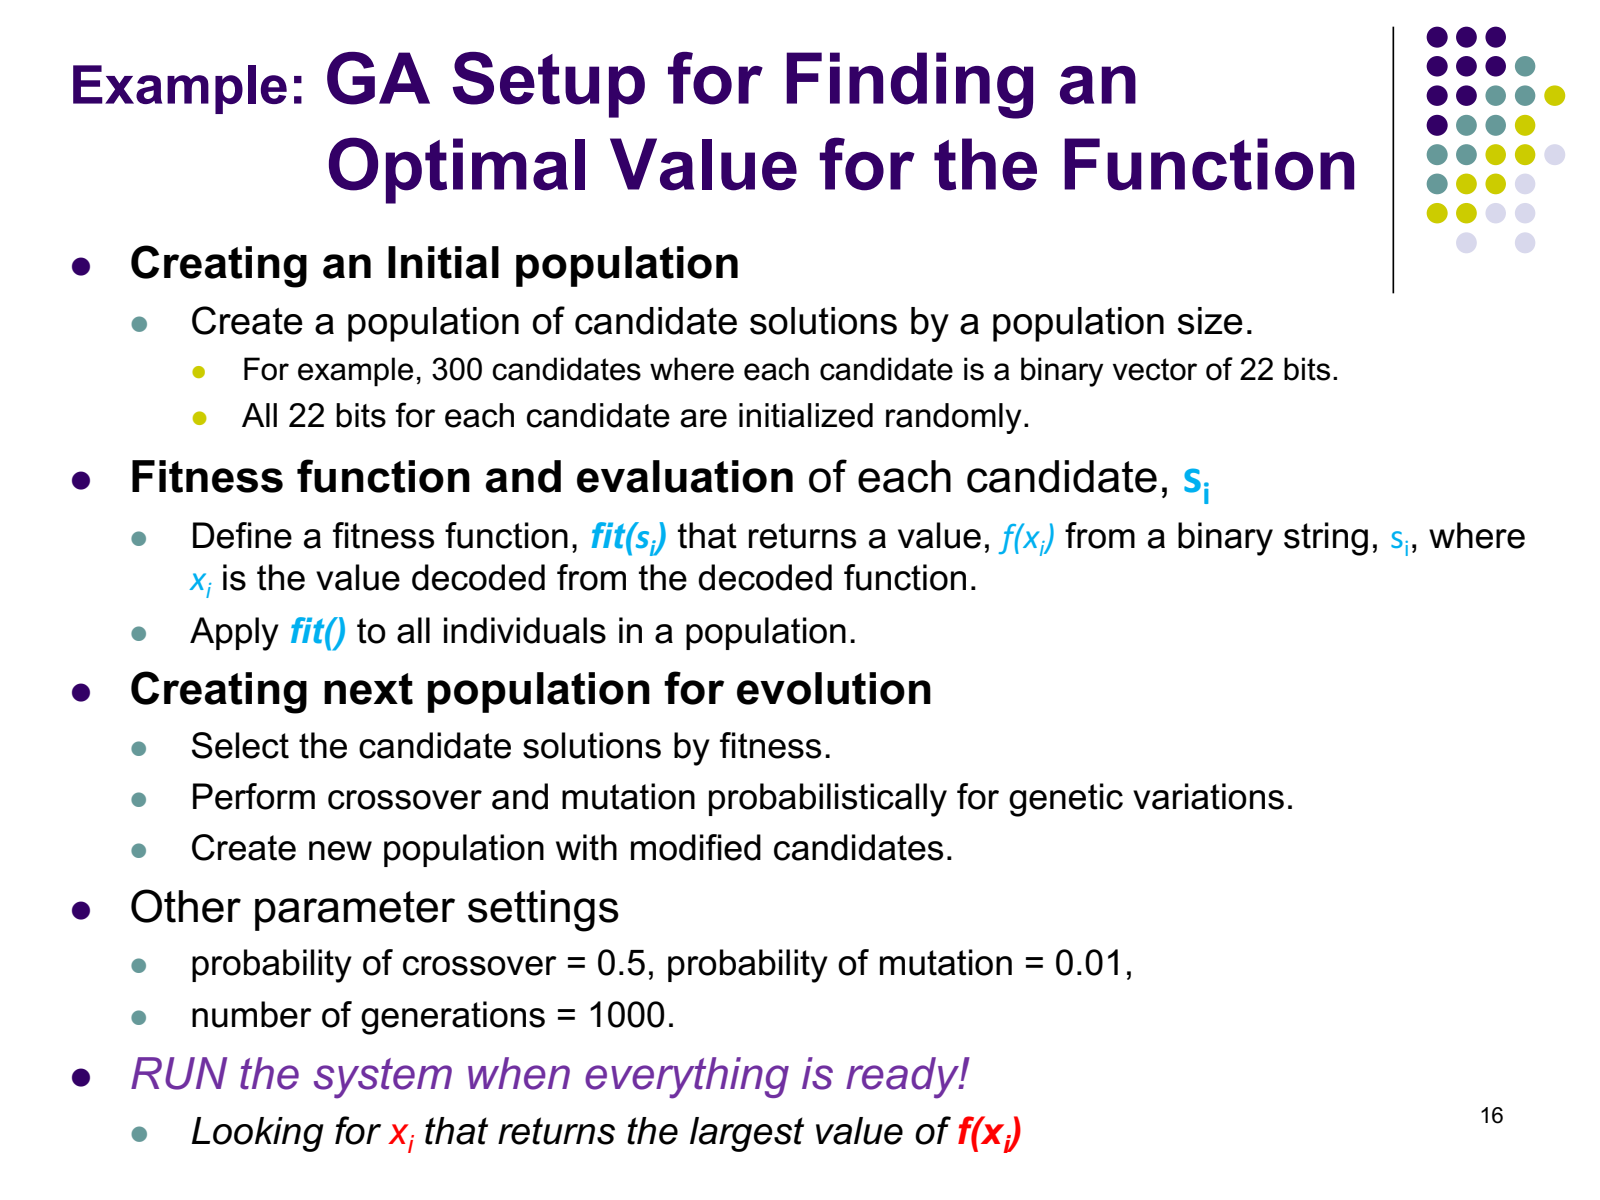 Example: GA Setup for Finding an
Optimal Value for the Function
Creating an Initial population
Create a population of candidate solutions by a population size.
For example, 300 candidates where each candidate is a binary vector of 22 bits.
All 22 bits for each candidate are initialized randomly.
Fitness function and evaluation of each candidate, si
Define a fitness function, fit(si) that returns a value, f(xi) from a binary string, si, where
xi is the value decoded from the decoded function.
Apply fit() to all individuals in a population.
Creating next population for evolution
Select the candidate solutions by fitness.
Perform crossover and mutation probabilistically for genetic variations.
Create new population with modified candidates.
Other parameter settings
probability of crossover = 0.5, probability of mutation = 0.01,
number of generations = 1000.
RUN the system when everything is ready!
Looking for xi that returns the largest value of f(xi)
16